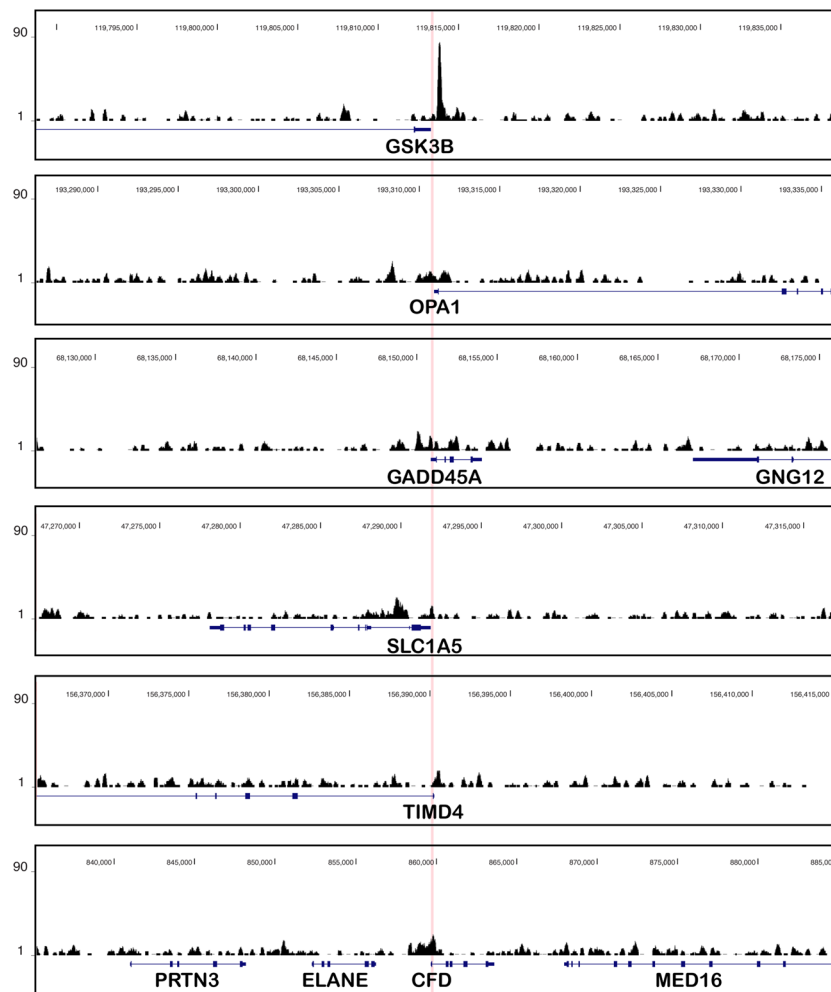 90
119,795,000 119,800,000 119,805,000 119,810,000 119,815,000 119,820,000 119,825,000 119,830,000 119,835,000
1
GSK3B
90
193,290,000 193,295,000 193,300,000 193,305,000 193,310,000 193,315,000 193,320,000 193,325,000 193,330,000 193,335,000
1
OPA1
90
68,130,000 68,135,000 68,140,000 68,145,000 68,150,000 68,155,000 68,160,000 68,165,000 68,170,000 68,175,000
1
GADD45A GNG12
90
47,270,000 47,275,000 47,280,000 47,285,000 47,290,000 47,295,000 47,300,000 47,305,000 47,310,000 47,315,000
1
SLC1A5
90
156,370,000 156,375,000 156,380,000 156,385,000 156,390,000 156,395,000 156,400,000 156,405,000 156,410,000 156,415,000
1
TIMD4
90
840,000 845,000 850,000 855,000 860,000 865,000 870,000 875,000 880,000 885,00
1
PRTN3 ELANE CFD MED16